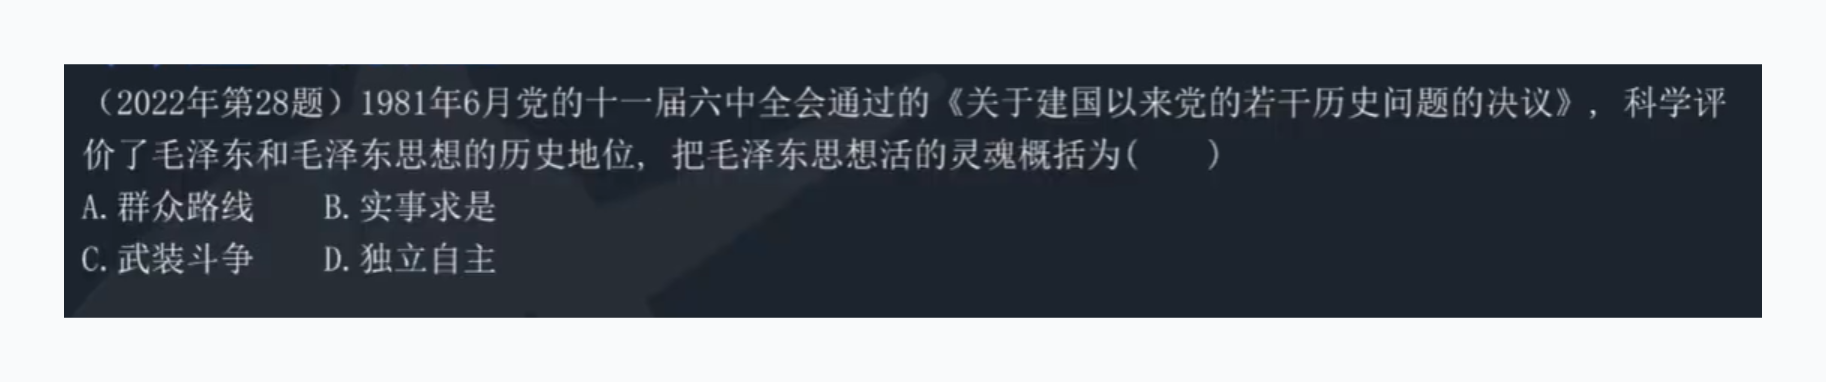 （2022年第28题）1981年6月党的十一届六中全会通过的《关于建国以来党的若干历史问题的决议》, 科学评
价了毛泽东和毛泽东思想的历史地位, 把毛泽东思想活的灵魂概括为(　　)
A. 群众路线　　B. 实事求是
C. 武装斗争　　D. 独立自主